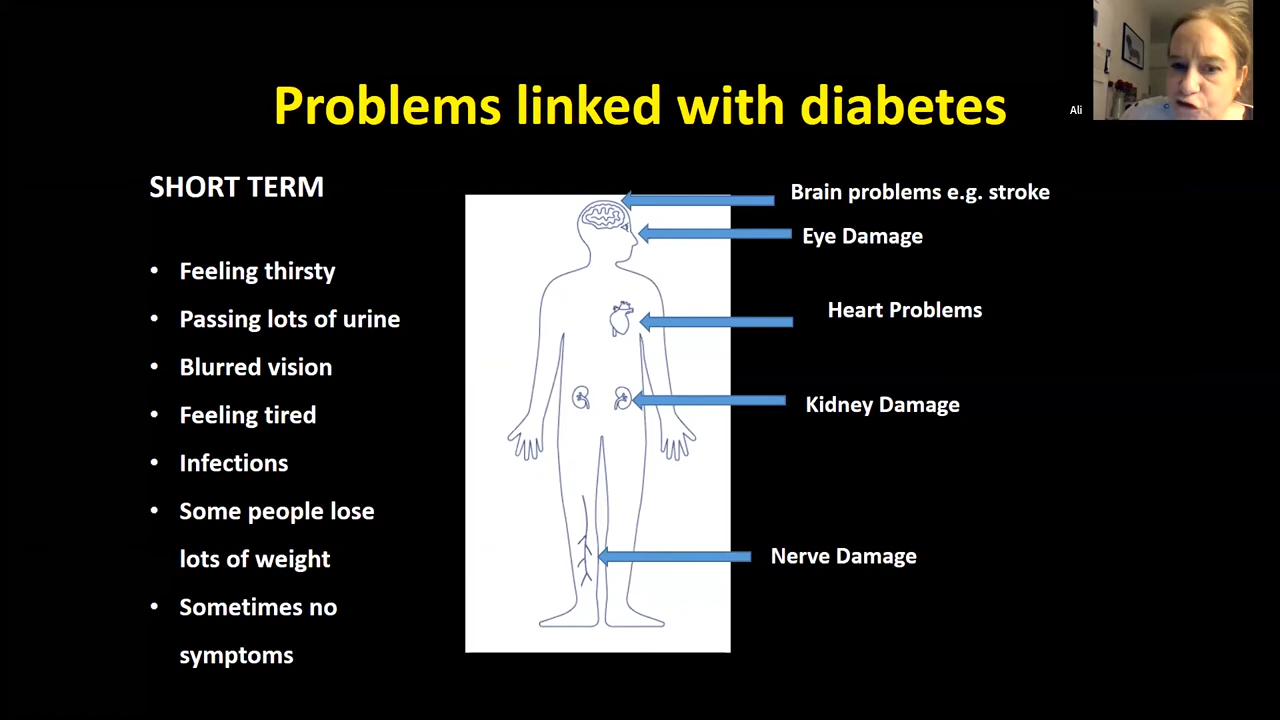 Problems linked with diabetes
Ali
SHORT TERM
• Feeling thirsty
• Passing lots of urine
• Blurred vision
• Feeling tired
• Infections
• Some people lose
lots of weight
• Sometimes no
symptoms
Brain problems e.g. stroke
Eye Damage
Heart Problems
Kidney Damage
Nerve Damage